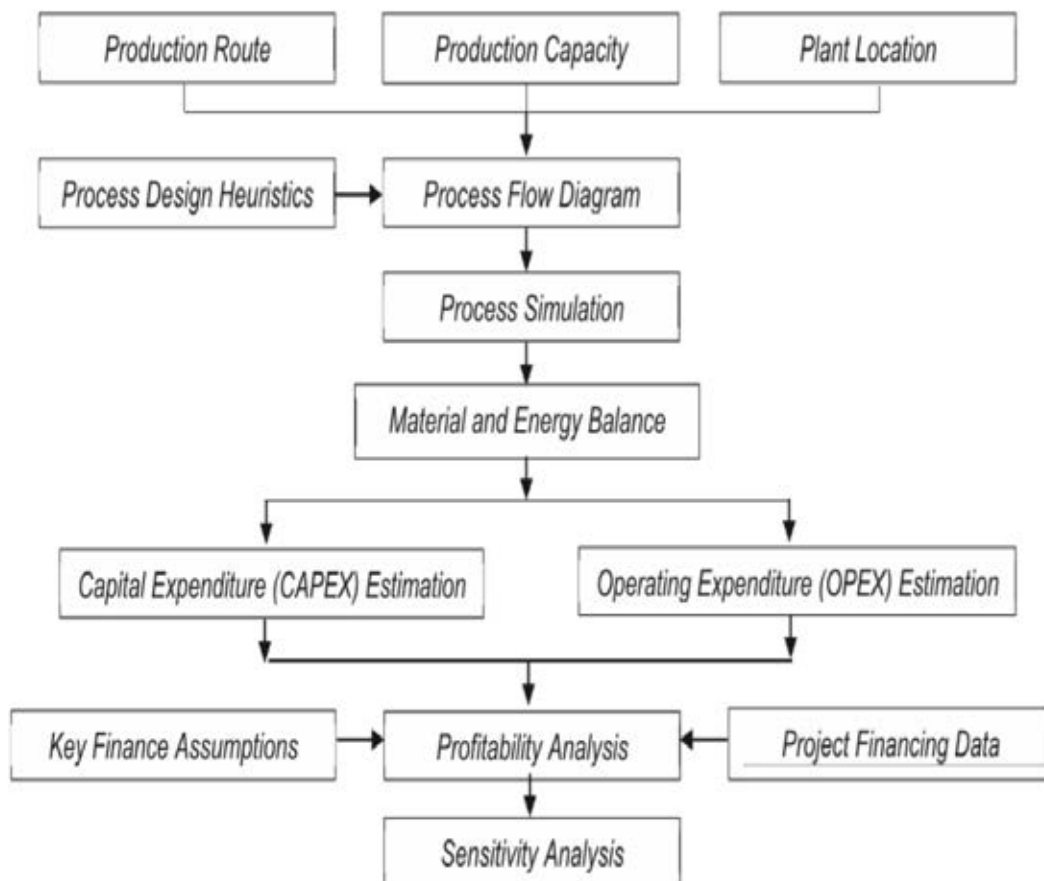 Production Route
Production Capacity
Plant Location
Process Design Heuristics
Process Flow Diagram
Process Simulation
Material and Energy Balance
Capital Expenditure (CAPEX) Estimation
Operating Expenditure (OPEX) Estimation
Key Finance Assumptions
Profitability Analysis
Project Financing Data
Sensitivity Analysis